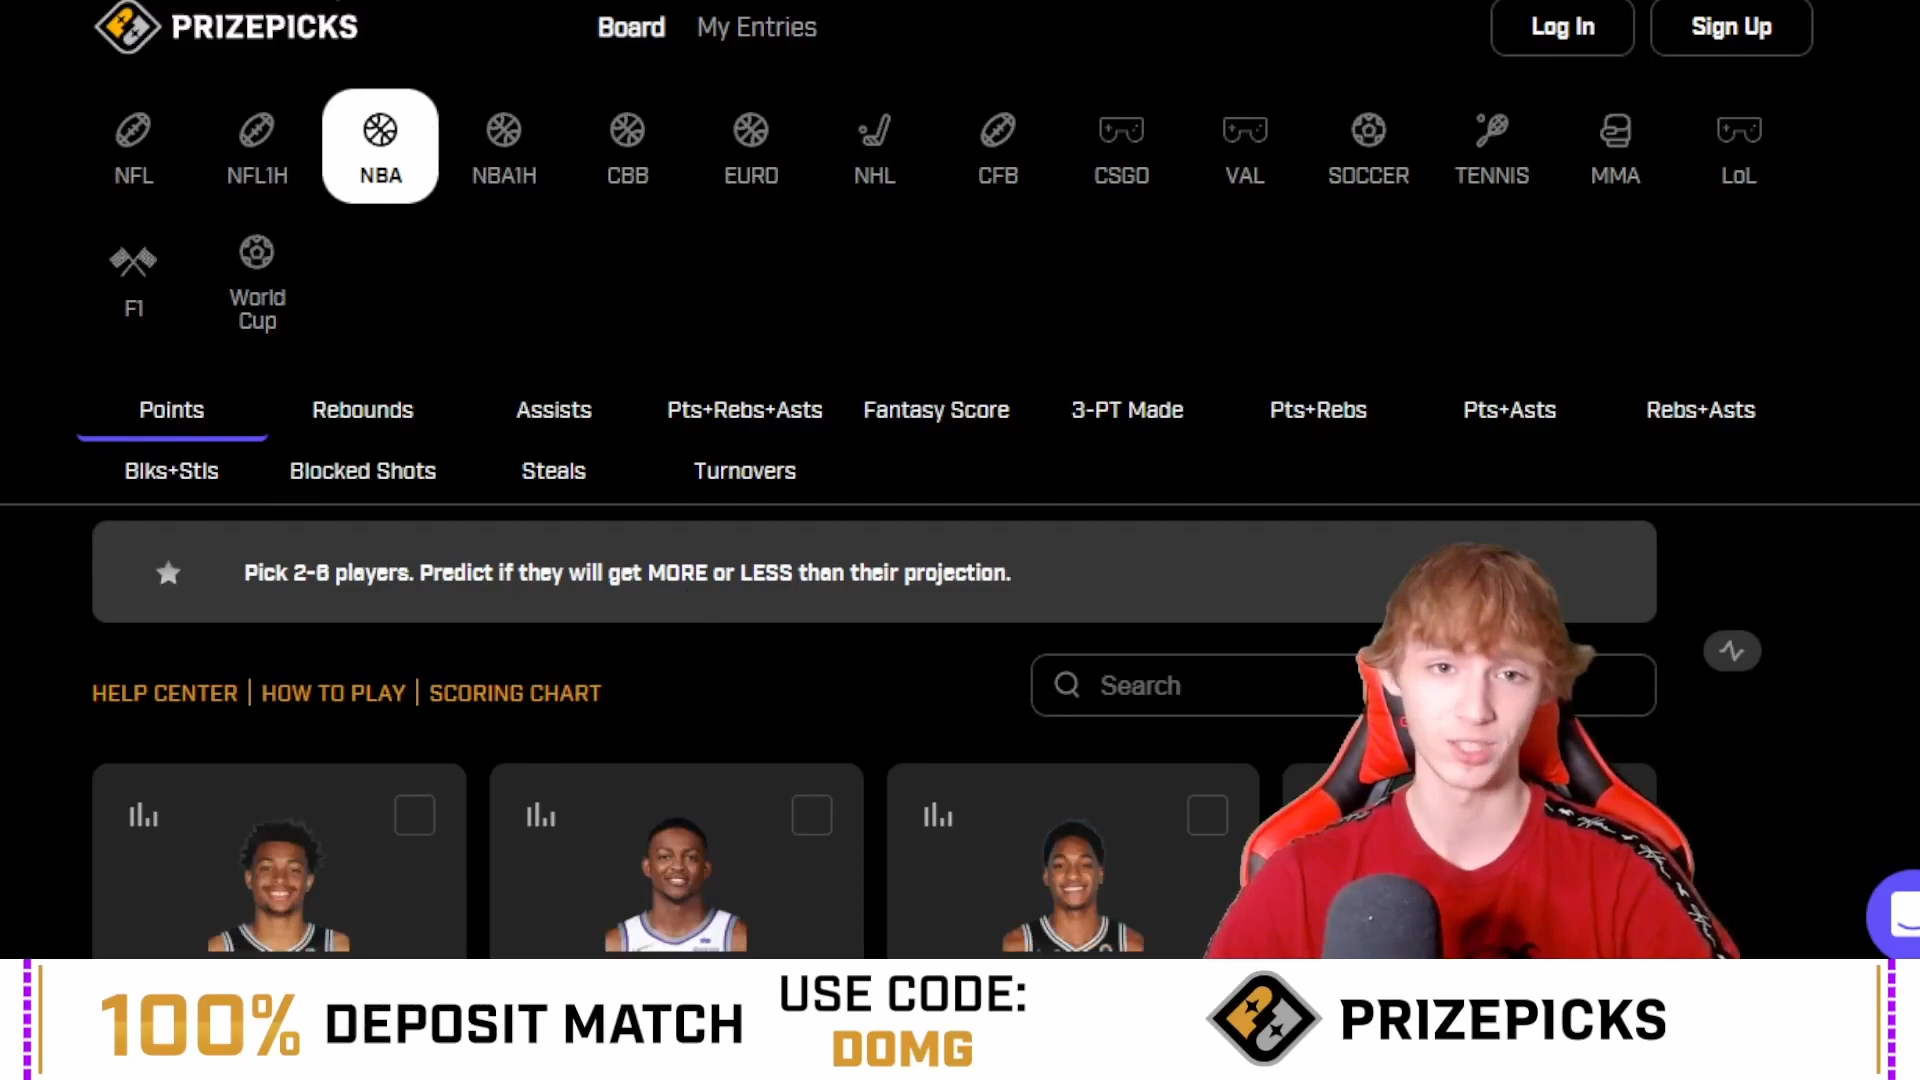 PRIZEPICKS
Board
My Entries
Log In
Sign Up
NFL
NFL1H
NBA
NBA1H
CBB
EURO
NHL
CFB
CSGO
VAL
SOCCER
TENNIS
MMA
LoL
F1
World
Cup
Points
Rebounds
Assists
Pts+Rebs+Asts
Fantasy Score
3-PT Made
Pts+Rebs
Pts+Asts
Rebs+Asts
Blks+Stls
Blocked Shots
Steals
Turnovers
Pick 2-6 players. Predict if they will get MORE or LESS than their projection.
HELP CENTER | HOW TO PLAY | SCORING CHART
Search
100% DEPOSIT MATCH
USE CODE:
DOMG
PRIZEPICKS